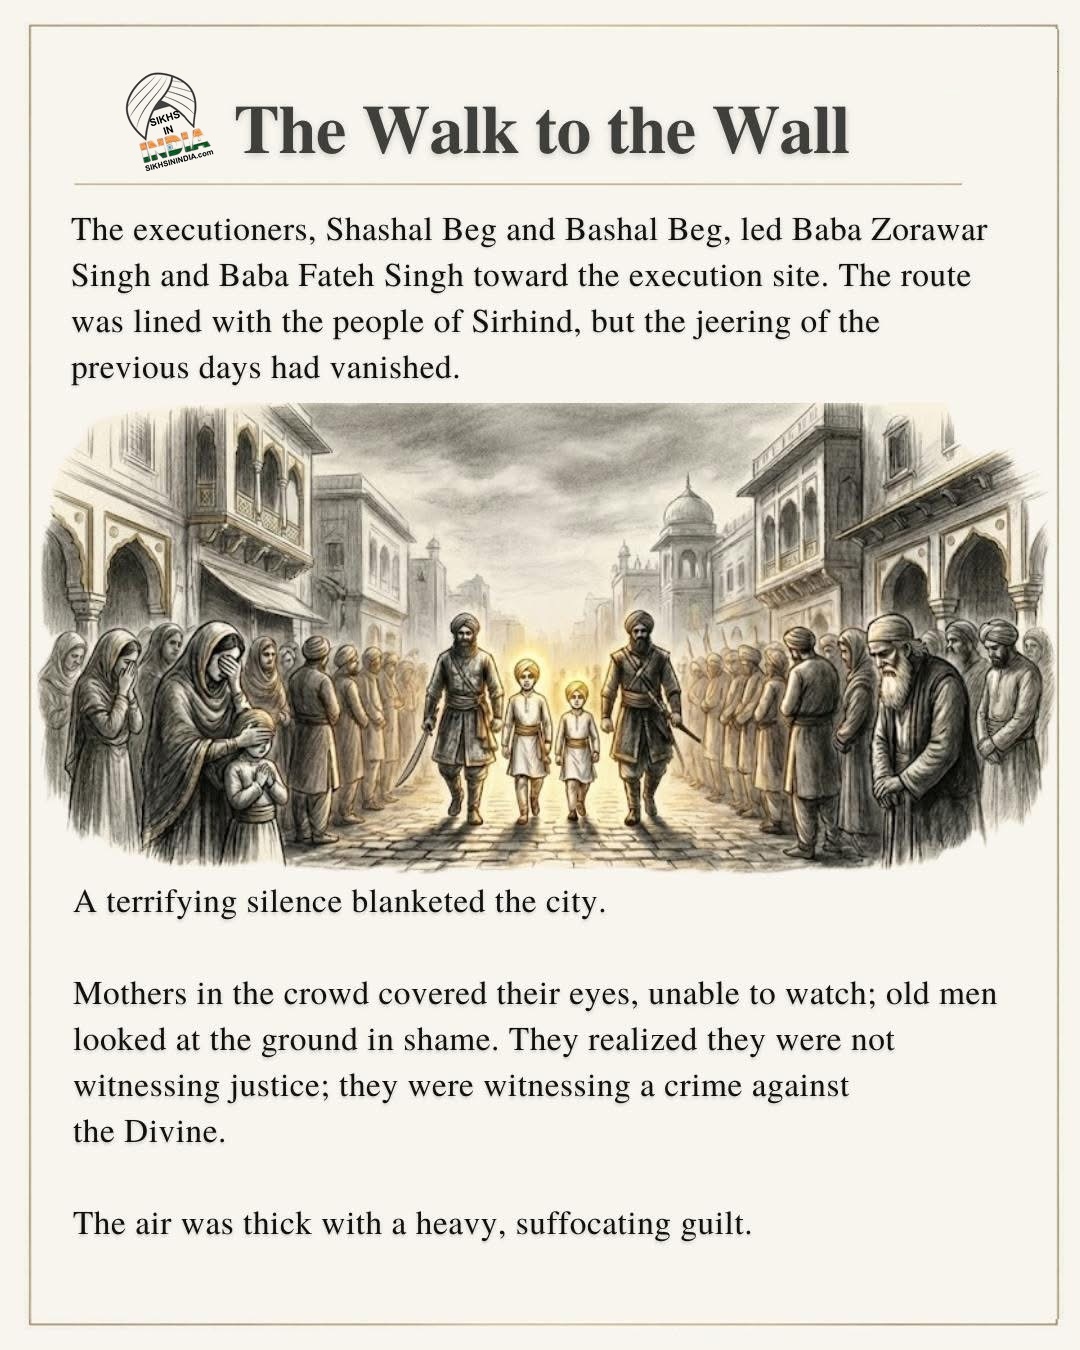 SIKHS
IN
INDIA
SIKHSININDIA.com
The Walk to the Wall
The executioners, Shashal Beg and Bashal Beg, led Baba Zorawar
Singh and Baba Fateh Singh toward the execution site. The route
was lined with the people of Sirhind, but the jeering of the
previous days had vanished.
A terrifying silence blanketed the city.
Mothers in the crowd covered their eyes, unable to watch; old men
looked at the ground in shame. They realized they were not
witnessing justice; they were witnessing a crime against
the Divine.
The air was thick with a heavy, suffocating guilt.